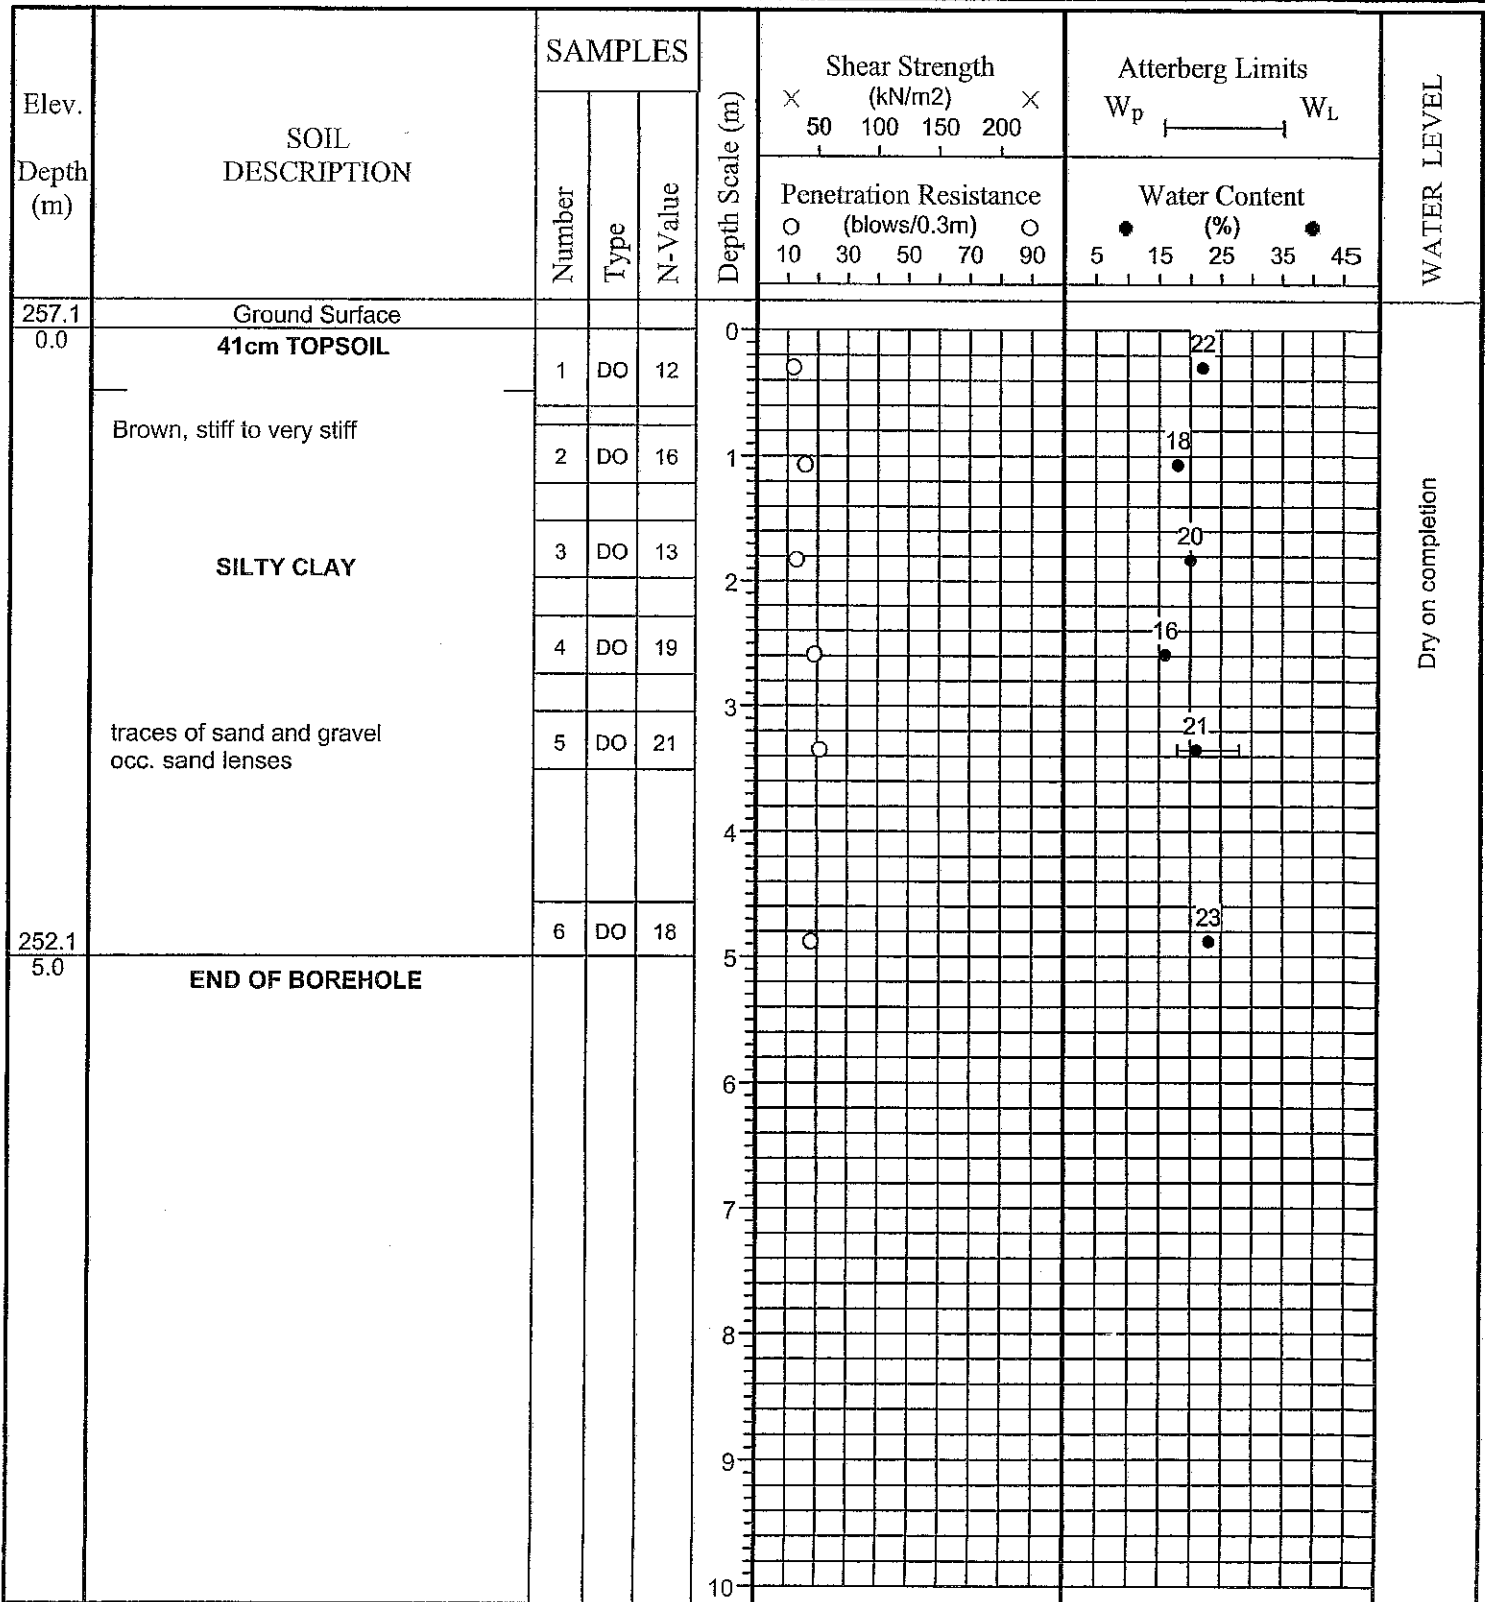 Elev.
Depth
(m)
SOIL
DESCRIPTION
SAMPLES
Number
Type
N-Value
Depth Scale (m)
Shear Strength
× (kN/m2) ×
50 100 150 200
Penetration Resistance
○ (blows/0.3m) ○
10 30 50 70 90
Atterberg Limits
Wp WL
Water Content
● (%) ●
5 15 25 35 45
WATER LEVEL
257.1 Ground Surface
0.0 41cm TOPSOIL
1 DO 12
Brown, stiff to very stiff
2 DO 16
SILTY CLAY
3 DO 13
4 DO 19
traces of sand and gravel
occ. sand lenses
5 DO 21
6 DO 18
252.1
5.0
END OF BOREHOLE
0
1
2
3
4
5
6
7
8
9
10
22
18
20
16
21
23
Dry on completion